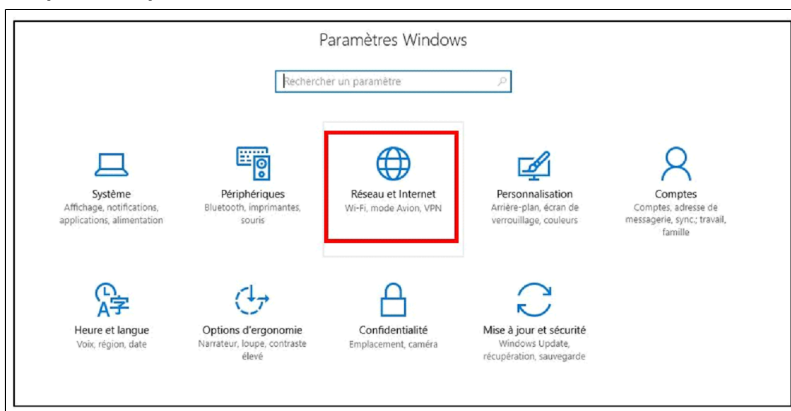 Paramètres Windows
Rechercher un paramètre
Système
Affichage, notifications,
applications, alimentation
Périphériques
Bluetooth, imprimantes,
souris
Réseau et Internet
Wi-Fi, mode Avion, VPN
Personnalisation
Arrière-plan, écran de
verrouillage, couleurs
Comptes
Comptes, adresse de
messagerie, sync., travail,
famille
Heure et langue
Voix, région, date
Options d'ergonomie
Narrateur, loupe, contraste
élevé
Confidentialité
Emplacement, caméra
Mise à jour et sécurité
Windows Update,
récupération, sauvegarde